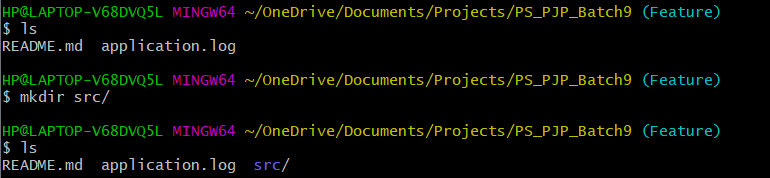 HP@LAPTOP-V68DVQ5L MINGW64 ~/OneDrive/Documents/Projects/PS_PJP_Batch9 (Feature)
$ ls
README.md  application.log
HP@LAPTOP-V68DVQ5L MINGW64 ~/OneDrive/Documents/Projects/PS_PJP_Batch9 (Feature)
$ mkdir src/
HP@LAPTOP-V68DVQ5L MINGW64 ~/OneDrive/Documents/Projects/PS_PJP_Batch9 (Feature)
$ ls
README.md  application.log  src/